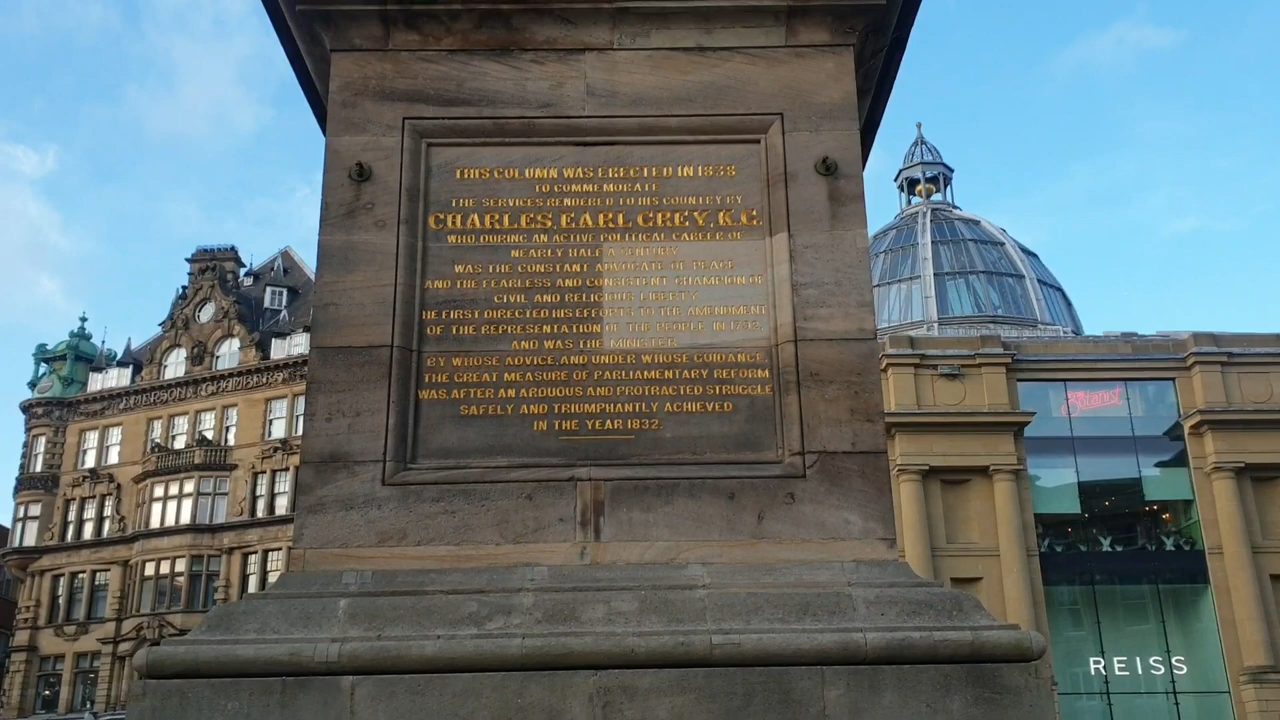 THIS COLUMN WAS ERECTED IN 1838
TO COMMEMORATE
THE SERVICES RENDERED TO HIS COUNTRY BY
CHARLES, EARL GREY, K.G.
WHO, DURING AN ACTIVE POLITICAL CAREER OF
NEARLY HALF A CENTURY
WAS THE CONSTANT ADVOCATE OF PEACE
AND THE FEARLESS AND CONSISTENT CHAMPION OF
CIVIL AND RELIGIOUS LIBERTY
HE FIRST DIRECTED HIS EFFORTS TO THE AMENDMENT
OF THE REPRESENTATION OF THE PEOPLE IN 1792,
AND WAS THE MINISTER
BY WHOSE ADVICE, AND UNDER WHOSE GUIDANCE,
THE GREAT MEASURE OF PARLIAMENTARY REFORM
WAS, AFTER AN ARDUOUS AND PROTRACTED STRUGGLE
SAFELY AND TRIUMPHANTLY ACHIEVED
IN THE YEAR 1832.
EMERSON CHAMBERS
The Botanist
REISS